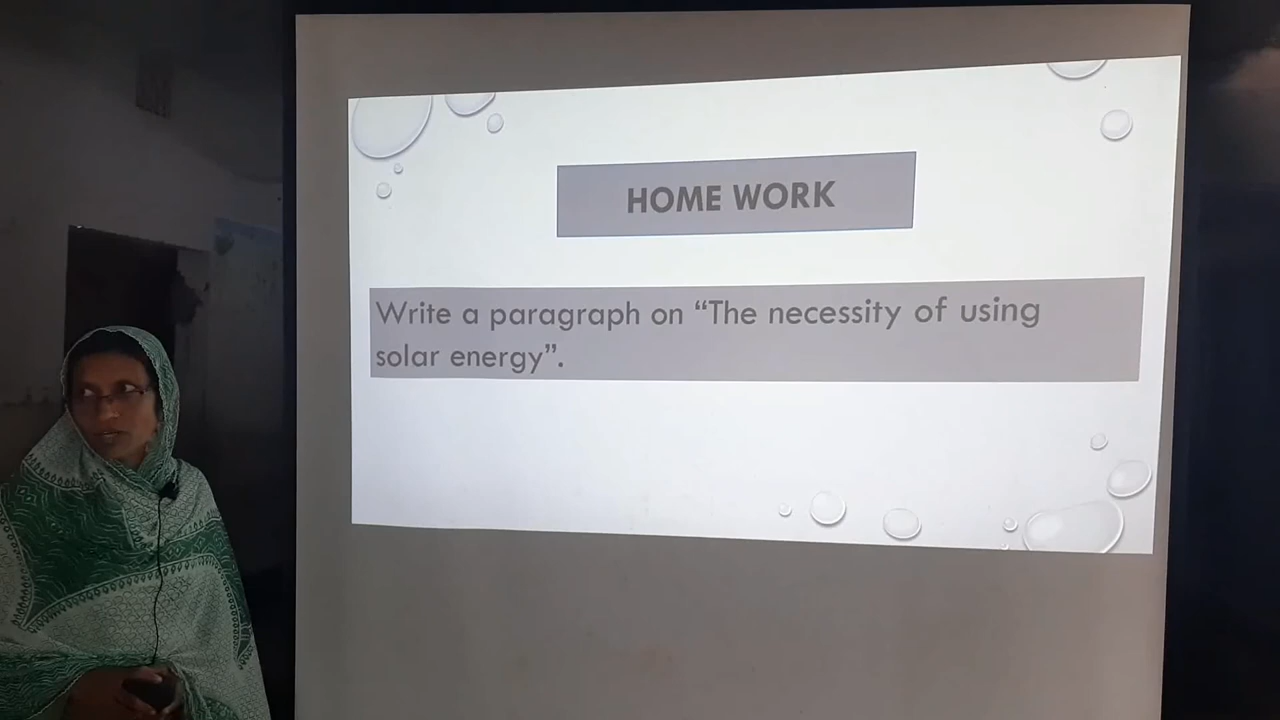 HOME WORK
Write a paragraph on “The necessity of using
solar energy”.